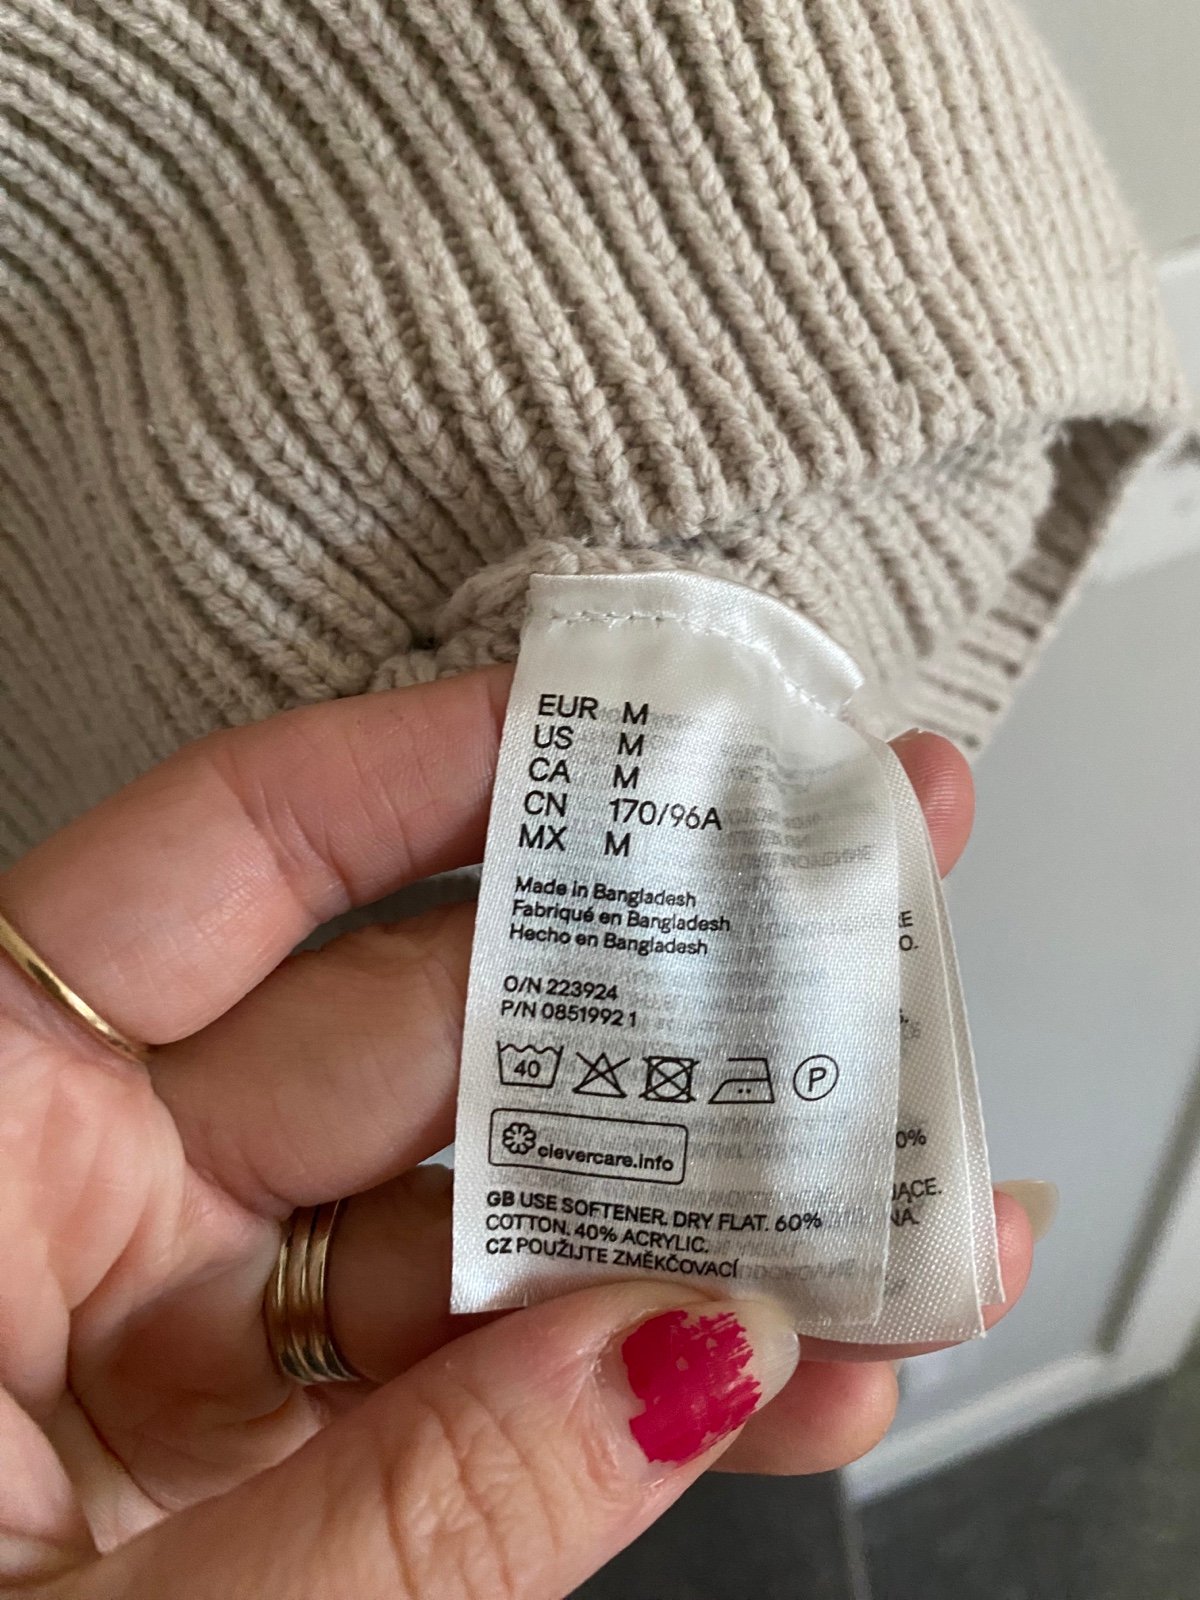 EUR M
US M
CA M
CN 170/96A
MX M
Made in Bangladesh
Fabriqué en Bangladesh
Hecho en Bangladesh
O/N 223924
P/N 0851992 1
40
P
clevercare.info
GB USE SOFTENER. DRY FLAT. 60%
COTTON. 40% ACRYLIC.
CZ POUŽIJTE ZMĚKČOVACÍ